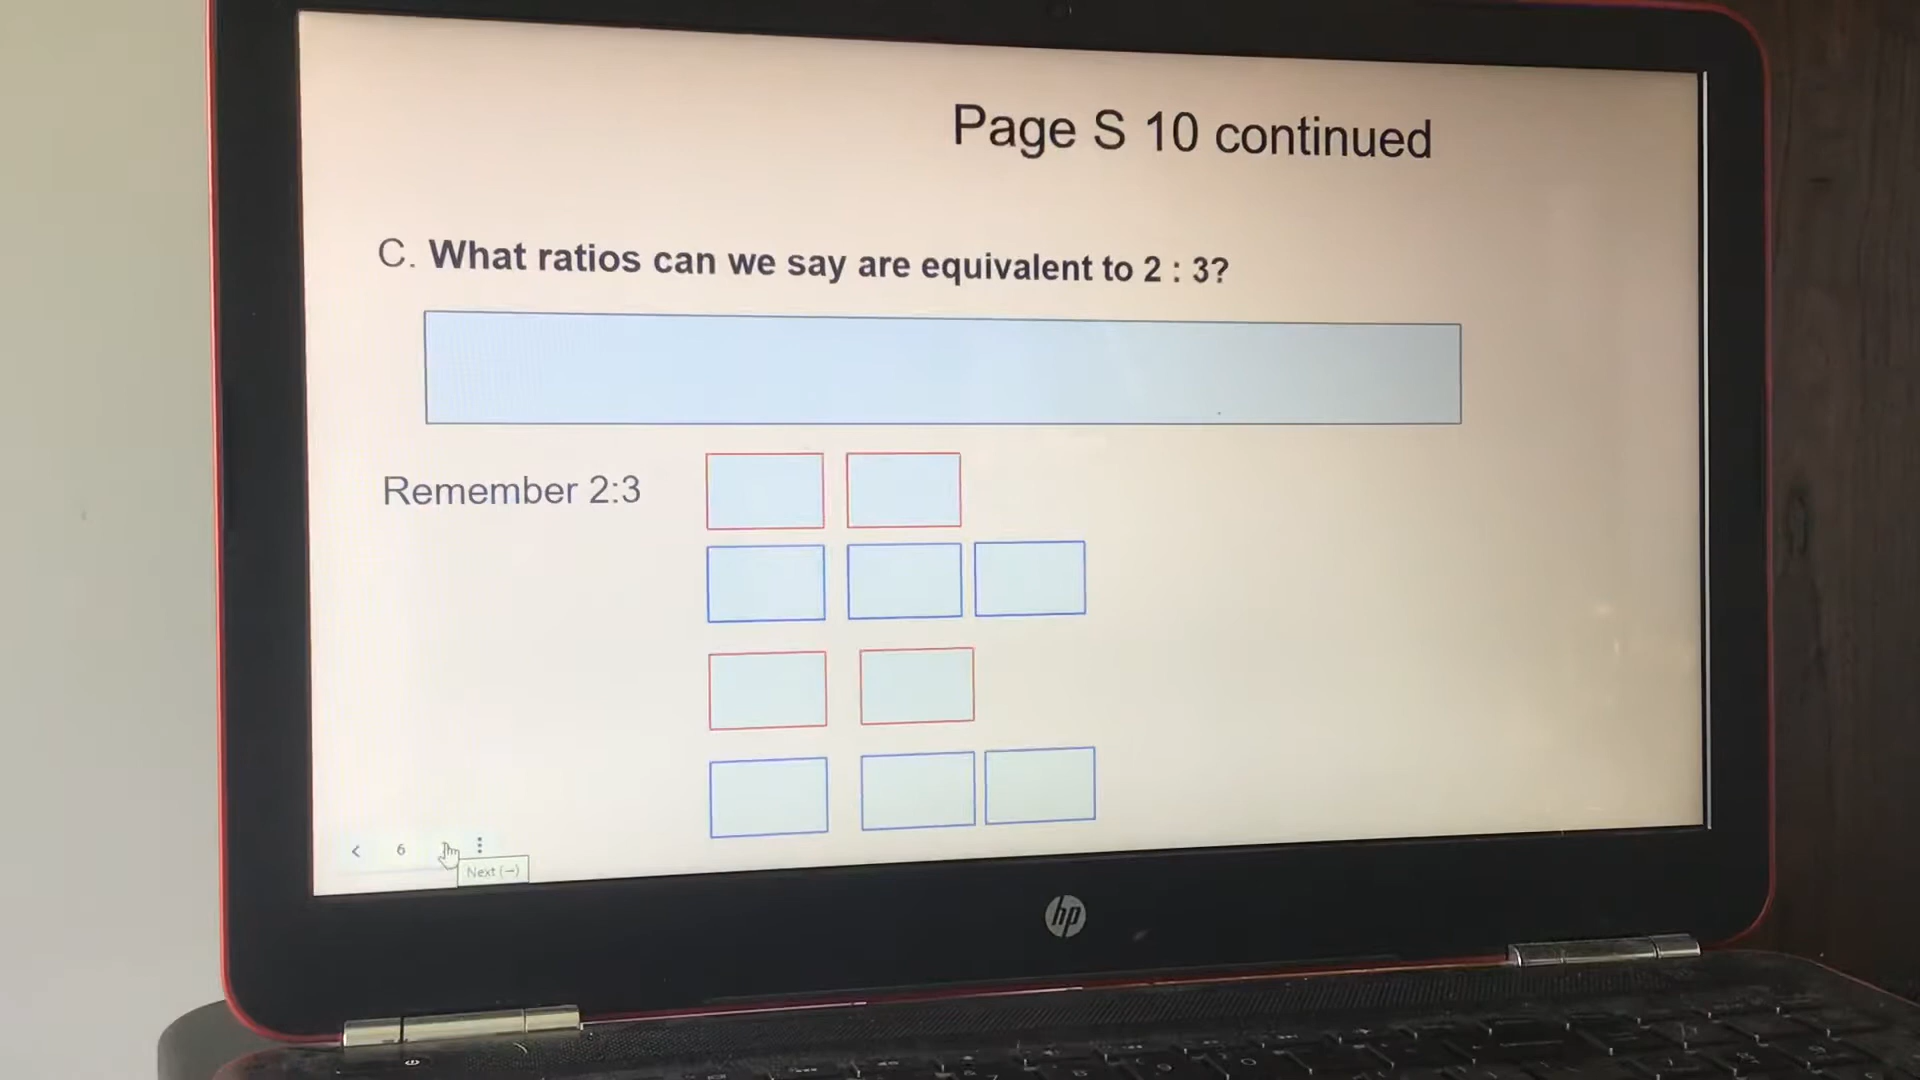 Page S 10 continued
C. What ratios can we say are equivalent to 2 : 3?
Remember 2:3
< 6
Next (→)
hp